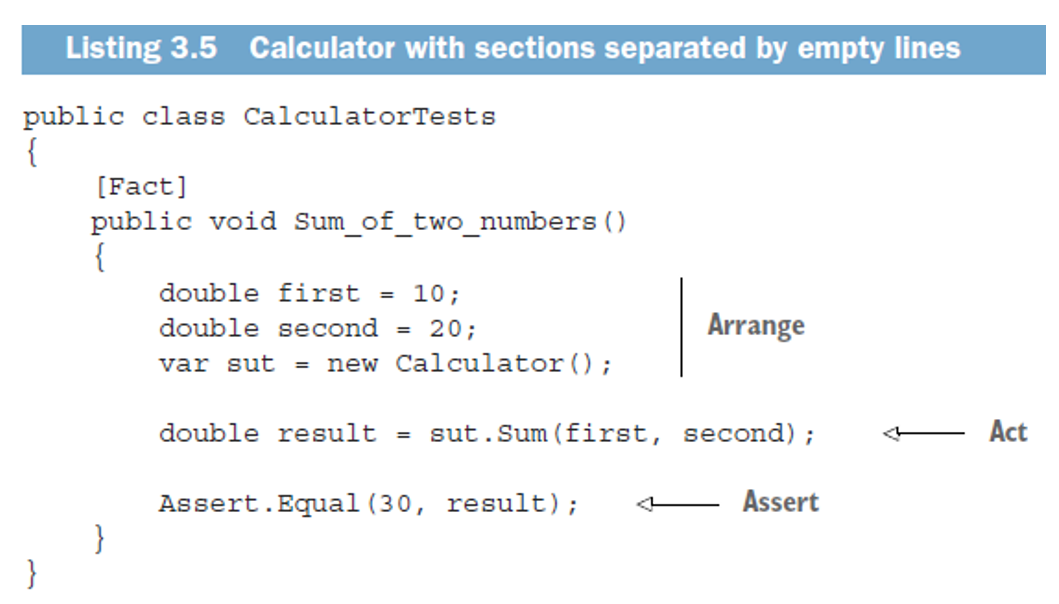 Listing 3.5 Calculator with sections separated by empty lines
public class CalculatorTests
{
[Fact]
public void Sum_of_two_numbers()
{
double first = 10;
double second = 20;
var sut = new Calculator();
Arrange
double result = sut.Sum(first, second);
Act
Assert.Equal(30, result);
Assert
}
}